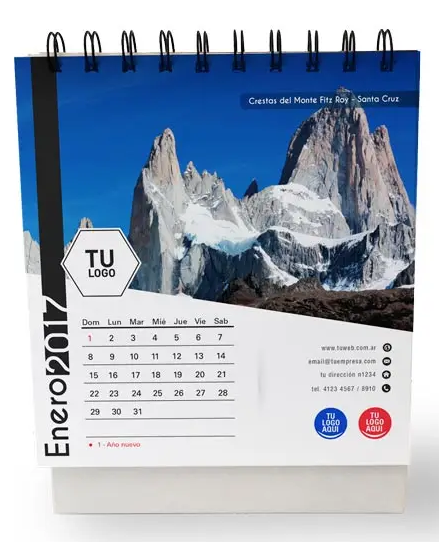 Crestas del Monte Fitz Roy - Santa Cruz
TU
LOGO
Enero2017
Dom Lun Mar Mié Jue Vie Sab
1 2 3 4 5 6 7
8 9 10 11 12 13 14
15 16 17 18 19 20 21
22 23 24 25 26 27 28
29 30 31
1 - Año nuevo
www.tuweb.com.ar
email@tuempresa.com
tu dirección n1234
tel. 4123 4567 / 8910
TU
LOGO
AQUI
TU
LOGO
AQUI